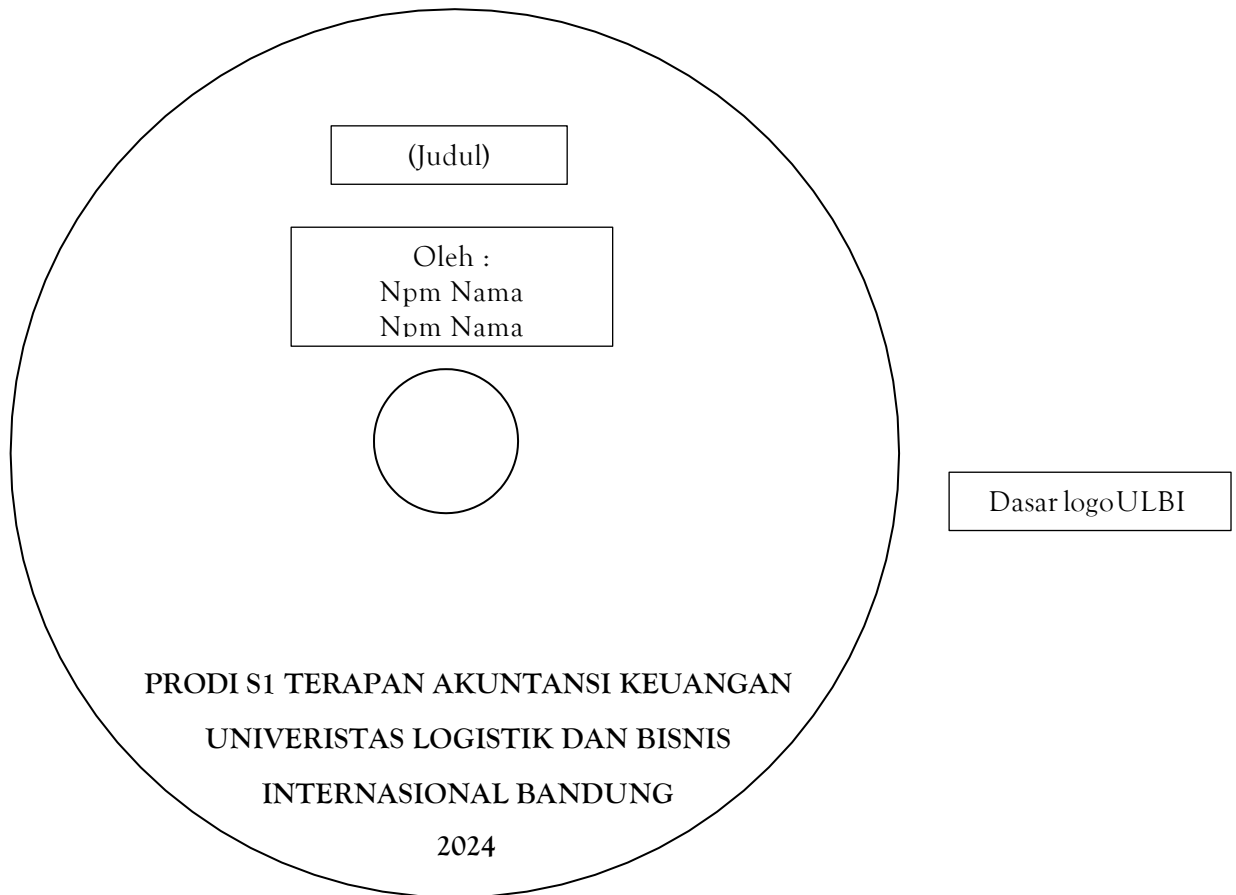 (Judul)
Oleh :
Npm Nama
Npm Nama
Dasar logo ULBI
PRODI S1 TERAPAN AKUNTANSI KEUANGAN
UNIVERISTAS LOGISTIK DAN BISNIS
INTERNASIONAL BANDUNG
2024